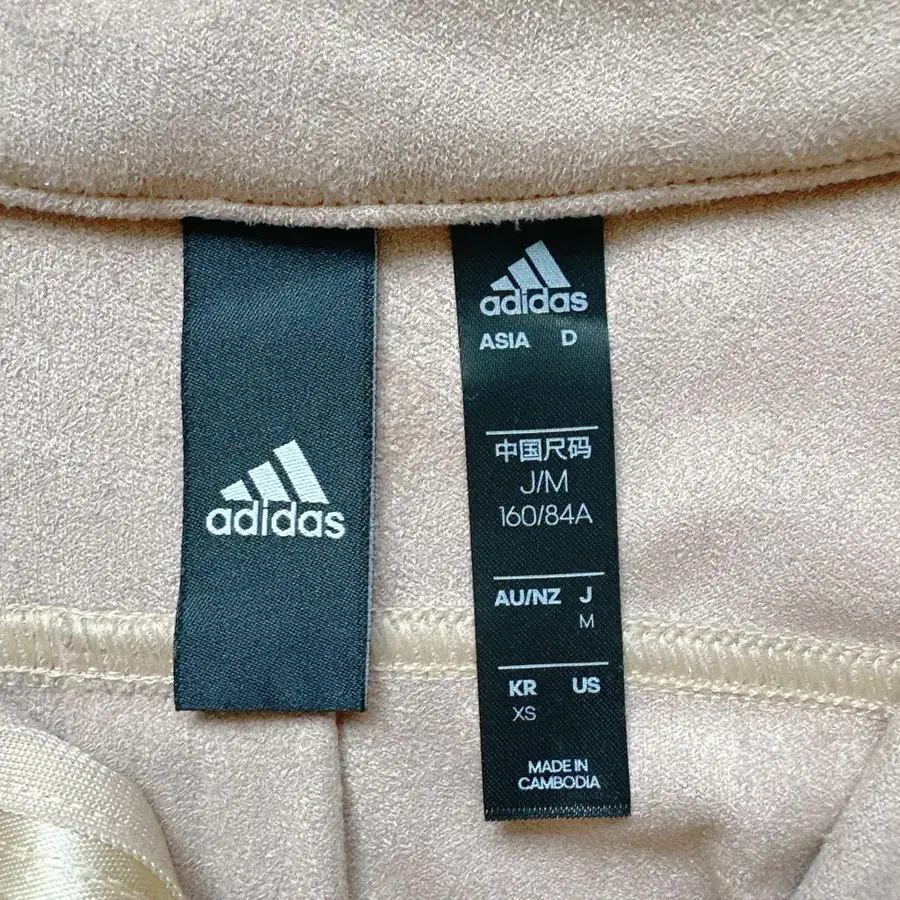 adidas
adidas
ASIA D
中国尺码
J/M
160/84A
AU/NZ J
M
KR US
XS
MADE IN
CAMBODIA